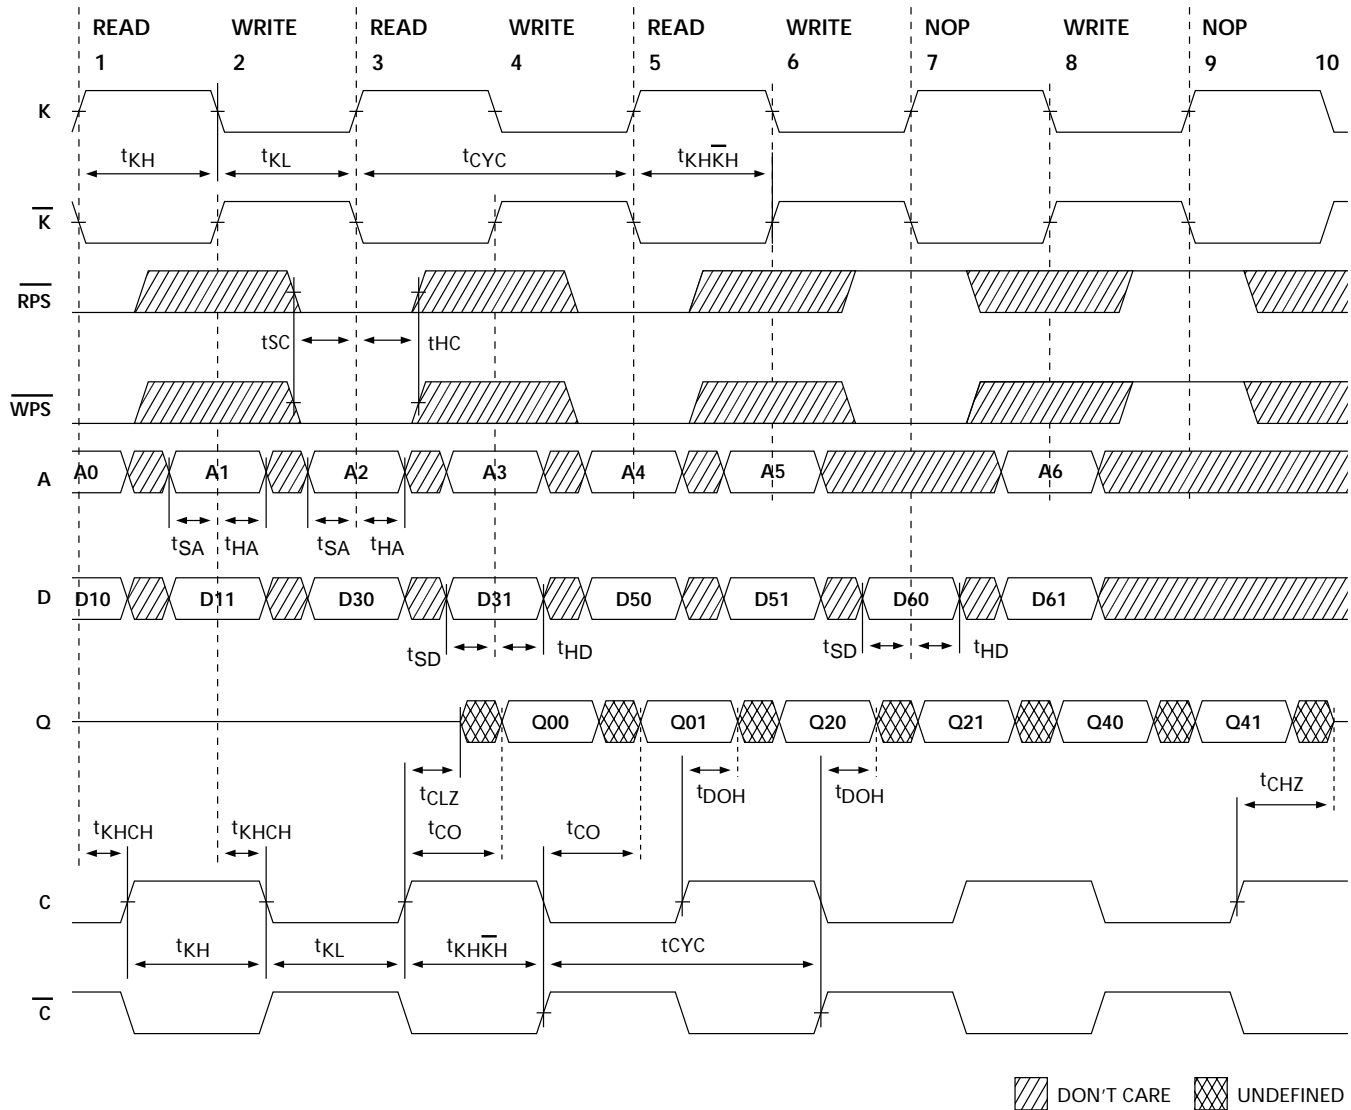 READ WRITE READ WRITE READ WRITE NOP WRITE NOP
1 2 3 4 5 6 7 8 9 10
K
tKH tKL tCYC tKHK̅H
K̅
R̅P̅S̅
tSC tHC
W̅P̅S̅
A A0 A1 A2 A3 A4 A5 A6
tSA tHA tSA tHA
D D10 D11 D30 D31 D50 D51 D60 D61
tSD tHD tSD tHD
Q Q00 Q01 Q20 Q21 Q40 Q41
tCLZ tDOH tDOH tCHZ
tKHCH tKHCH tCO tCO
C
tKH tKL tKHK̅H tCYC
C̅
DON'T CARE UNDEFINED